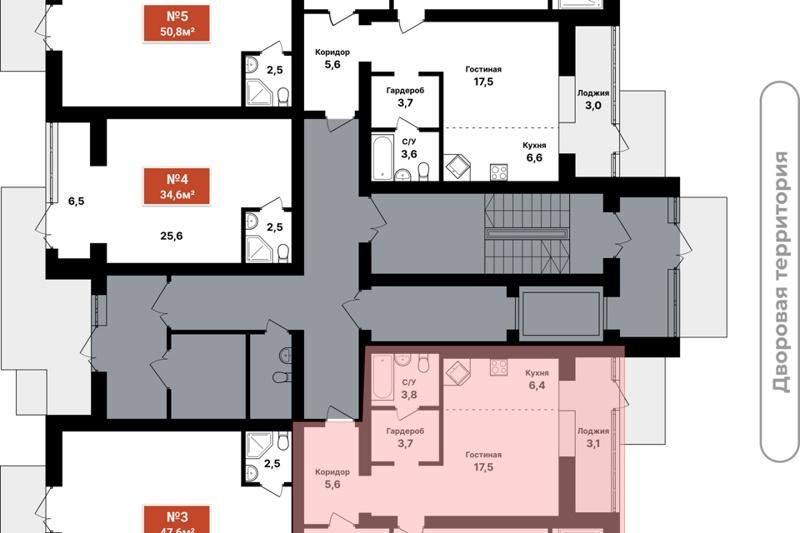 №5
50,8м²
2,5
Коридор
5,6
Гостиная
17,5
Гардероб
3,7
Лоджия
3,0
С/У
3,6
Кухня
6,6
6,5
№4
34,6м²
25,6
2,5
Дворовая территория
С/У
3,8
Кухня
6,4
Гардероб
3,7
Лоджия
3,1
Гостиная
17,5
Коридор
5,6
2,5
№3
47,6м²